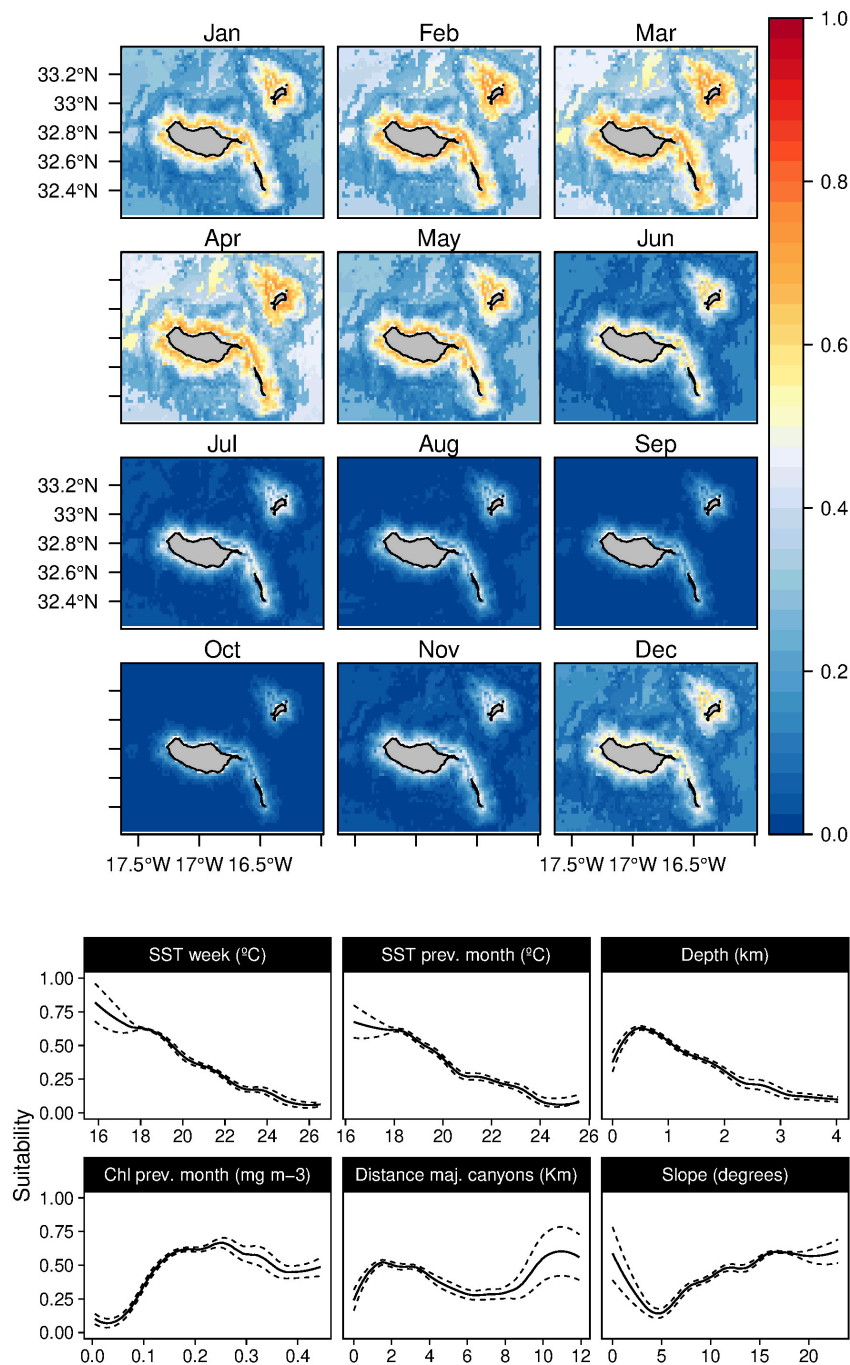 Jan Feb Mar
1.0
33.2°N
33°N
32.8°N
32.6°N
32.4°N
0.8
Apr May Jun
0.6
Jul Aug Sep
33.2°N
33°N
32.8°N
32.6°N
32.4°N
0.4
Oct Nov Dec
0.2
0.0
17.5°W 17°W 16.5°W 17.5°W 17°W 16.5°W
Suitability
SST week (ºC) SST prev. month (ºC) Depth (km)
1.00
0.75
0.50
0.25
0.00
16 18 20 22 24 26 16 18 20 22 24 26 0 1 2 3 4
Chl prev. month (mg m−3) Distance maj. canyons (Km) Slope (degrees)
1.00
0.75
0.50
0.25
0.00
0.0 0.1 0.2 0.3 0.4 0 2 4 6 8 10 12 0 5 10 15 20